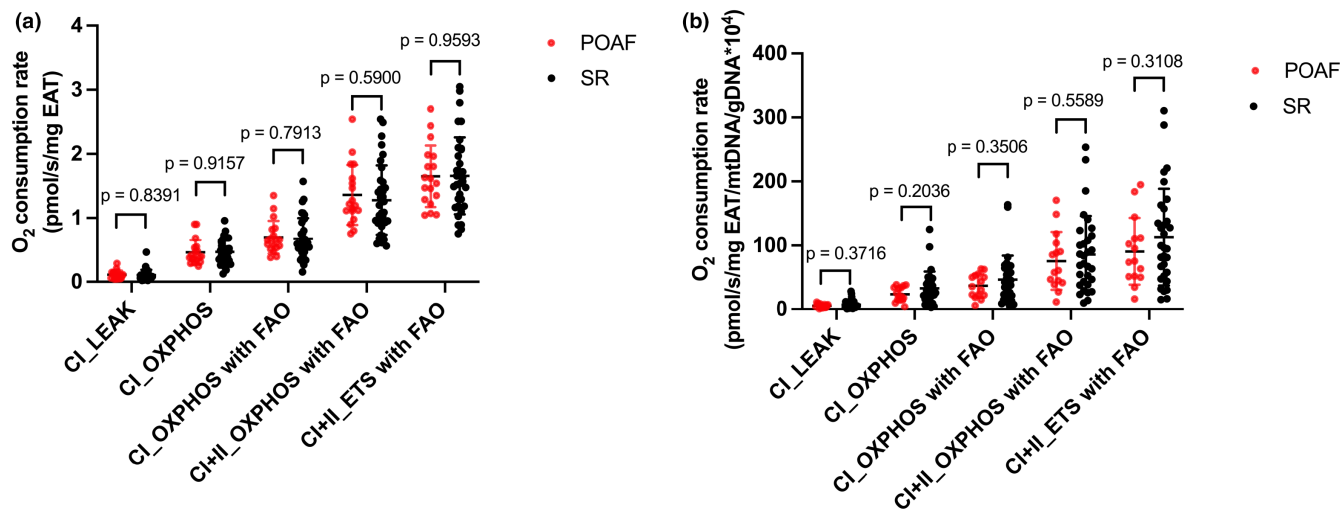 (a)
O2 consumption rate
(pmol/s/mg EAT)
4
3
2
1
0
p = 0.8391
p = 0.9157
p = 0.7913
p = 0.5900
p = 0.9593
POAF
SR
CI_LEAK
CI_OXPHOS
CI_OXPHOS with FAO
CI+II_OXPHOS with FAO
CI+II_ETS with FAO
(b)
O2 consumption rate
(pmol/s/mg EAT/mtDNA/gDNA*10^4)
400
300
200
100
0
p = 0.3716
p = 0.2036
p = 0.3506
p = 0.5589
p = 0.3108
POAF
SR
CI_LEAK
CI_OXPHOS
CI_OXPHOS with FAO
CI+II_OXPHOS with FAO
CI+II_ETS with FAO